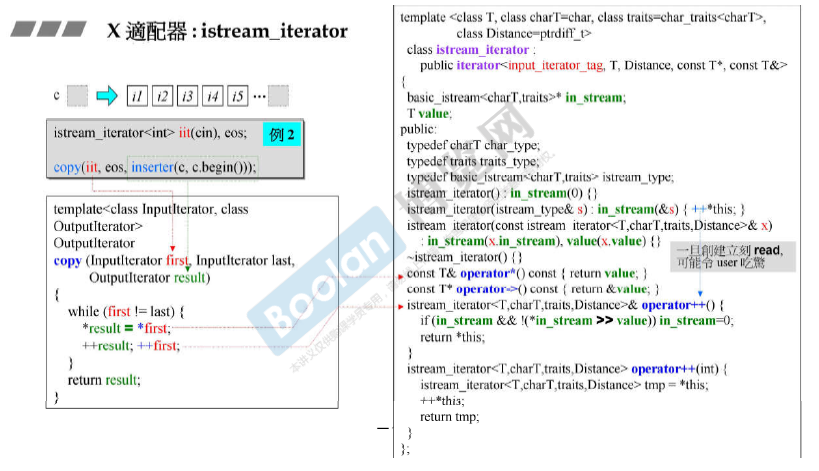 X 適配器 : istream_iterator
c
i1 i2 i3 i4 i5 ...
istream_iterator<int> iit(cin), eos;
例 2
copy(iit, eos, inserter(c, c.begin()));
template<class InputIterator, class
OutputIterator>
OutputIterator
copy (InputIterator first, InputIterator last,
OutputIterator result)
{
while (first != last) {
*result = *first;
++result; ++first;
}
return result;
}
template <class T, class charT=char, class traits=char_traits<charT>,
class Distance=ptrdiff_t>
class istream_iterator :
public iterator<input_iterator_tag, T, Distance, const T*, const T&>
{
basic_istream<charT,traits>* in_stream;
T value;
public:
typedef charT char_type;
typedef traits traits_type;
typedef basic_istream<charT,traits> istream_type;
istream_iterator() : in_stream(0) {}
istream_iterator(istream_type& s) : in_stream(&s) { ++*this; }
istream_iterator(const istream_iterator<T,charT,traits,Distance>& x)
: in_stream(x.in_stream), value(x.value) {}
~istream_iterator() {}
一旦創建立刻 read,
可能令 user 吃驚
const T& operator*() const { return value; }
const T* operator->() const { return &value; }
istream_iterator<T,charT,traits,Distance>& operator++() {
if (in_stream && !(*in_stream >> value)) in_stream=0;
return *this;
}
istream_iterator<T,charT,traits,Distance> operator++(int) {
istream_iterator<T,charT,traits,Distance> tmp = *this;
++*this;
return tmp;
}
};
Boolan
博览网